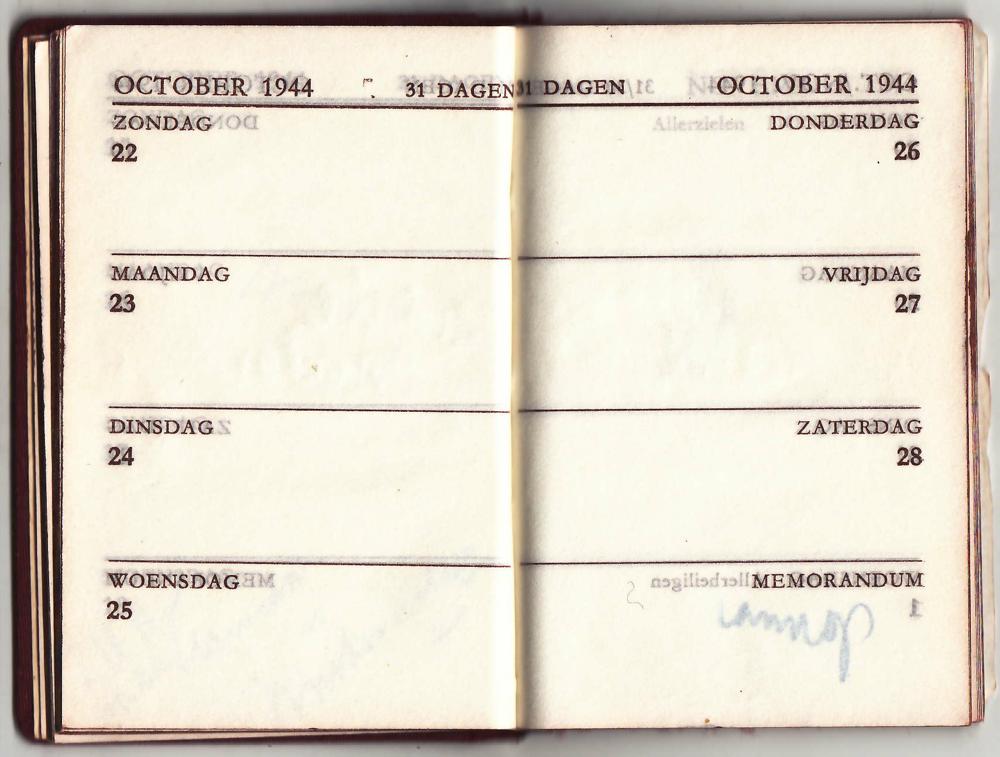 OCTOBER 1944 31 DAGEN
ZONDAG
22
MAANDAG
23
DINSDAG
24
WOENSDAG
25
31 DAGEN OCTOBER 1944
DONDERDAG
26
VRIJDAG
27
ZATERDAG
28
MEMORANDUM